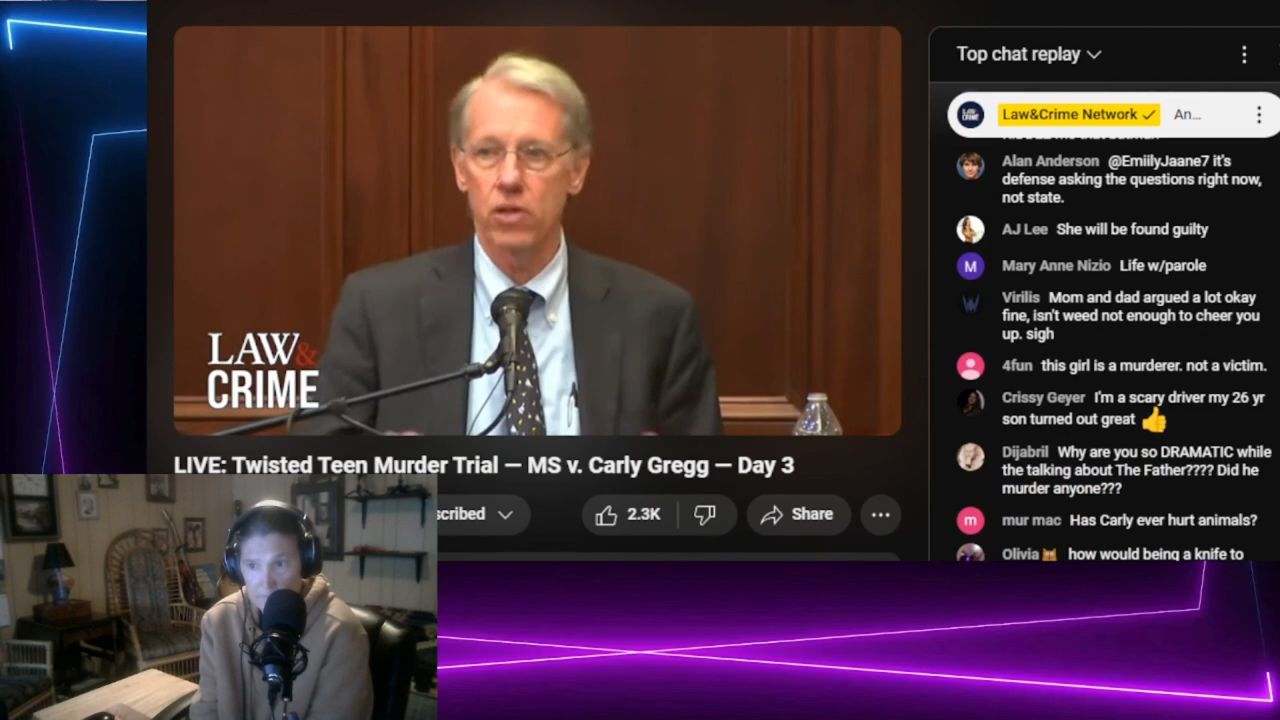 Top chat replay
Law&Crime Network An...
Alan Anderson @EmiilyJaane7 it's
defense asking the questions right now,
not state.
AJ Lee She will be found guilty
M Mary Anne Nizio Life w/parole
Virilis Mom and dad argued a lot okay
fine, isn't weed not enough to cheer you
up. sigh
4fun this girl is a murderer. not a victim.
Crissy Geyer I'm a scary driver my 26 yr
son turned out great
Dijabril Why are you so DRAMATIC while
the talking about The Father???? Did he
murder anyone???
m mur mac Has Carly ever hurt animals?
Olivia how would being a knife to
LAW&
CRIME
LIVE: Twisted Teen Murder Trial — MS v. Carly Gregg — Day 3
scribed 2.3K Share